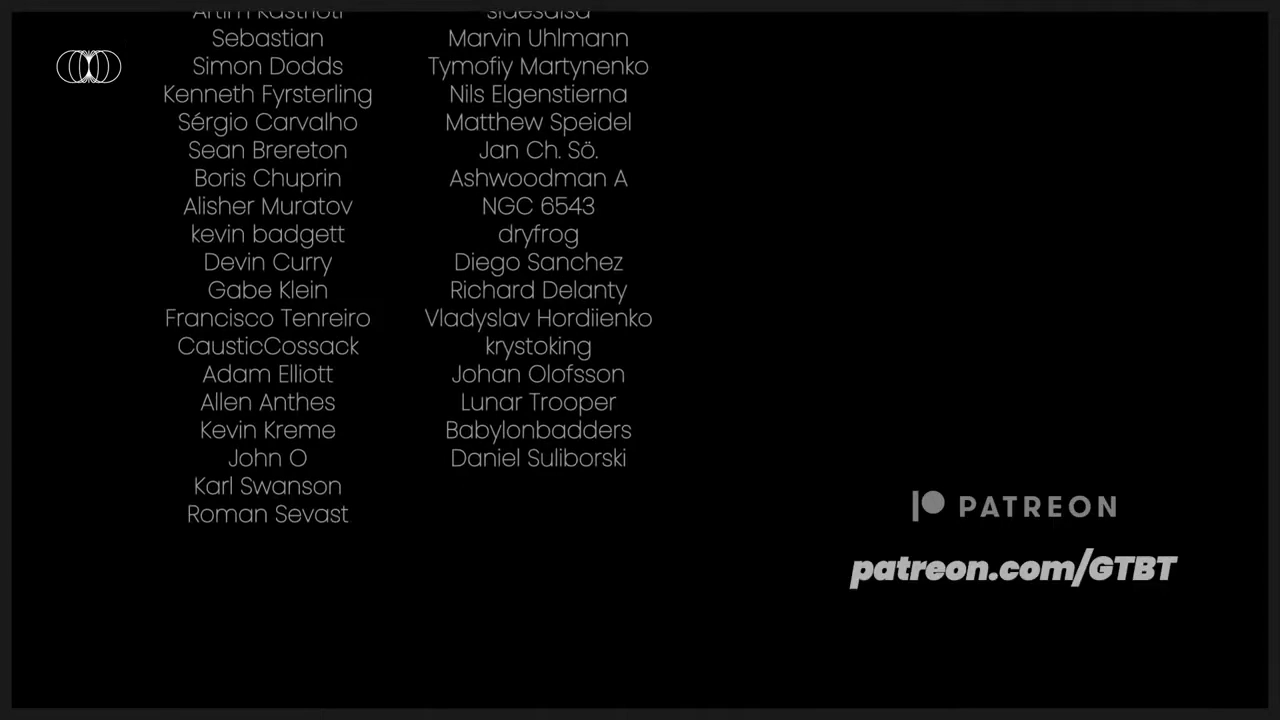 Sebastian
Simon Dodds
Kenneth Fyrsterling
Sérgio Carvalho
Sean Brereton
Boris Chuprin
Alisher Muratov
kevin badgett
Devin Curry
Gabe Klein
Francisco Tenreiro
CausticCossack
Adam Elliott
Allen Anthes
Kevin Kreme
John O
Karl Swanson
Roman Sevast
Marvin Uhlmann
Tymofiy Martynenko
Nils Elgenstierna
Matthew Speidel
Jan Ch. Sö.
Ashwoodman A
NGC 6543
dryfrog
Diego Sanchez
Richard Delanty
Vladyslav Hordiienko
krystoking
Johan Olofsson
Lunar Trooper
Babylonbadders
Daniel Suliborski
PATREON
patreon.com/GTBT